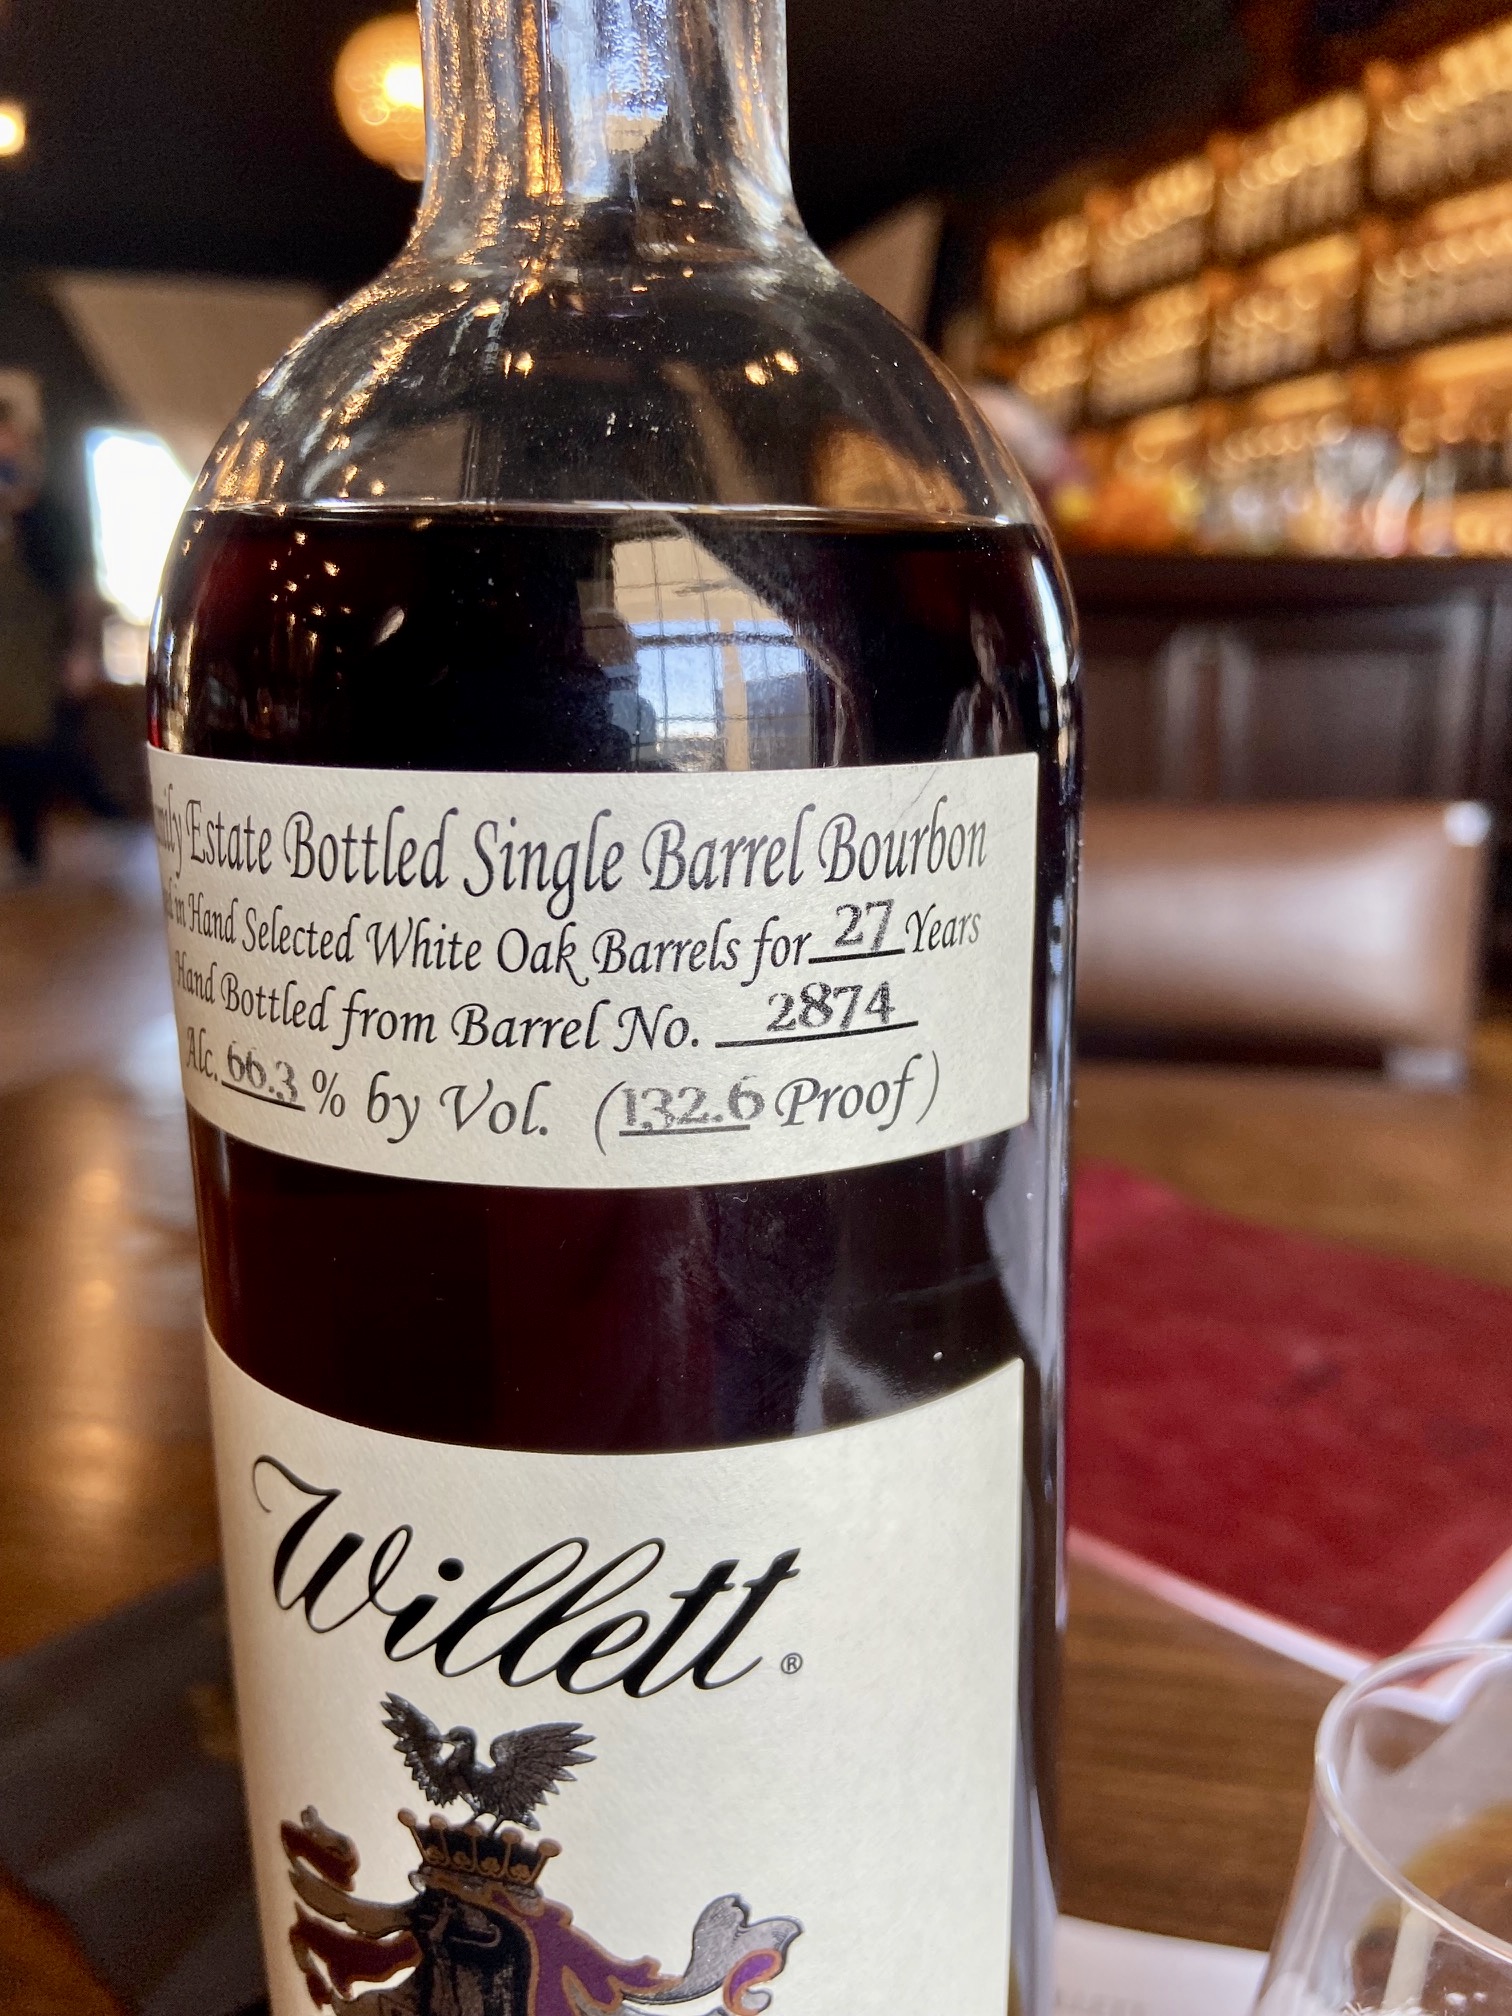 Estate Bottled Single Barrel Bourbon
in Hand Selected White Oak Barrels for 27 Years
Hand Bottled from Barrel No. 2874
Alc. 66.3 % by Vol. (132.6 Proof)
Willett ®